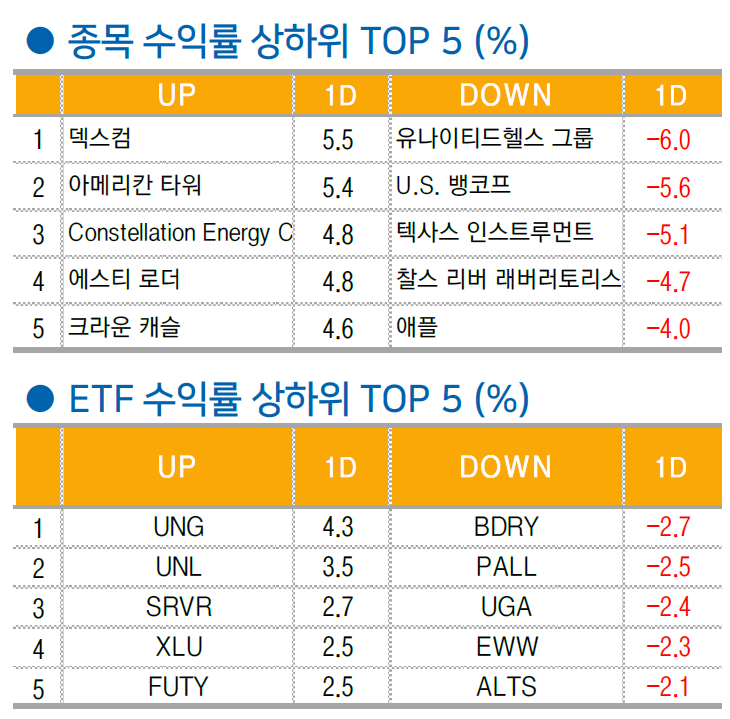 ● 종목 수익률 상하위 TOP 5 (%)
UP 1D DOWN 1D
1 덱스컴 5.5 유나이티드헬스 그룹 -6.0
2 아메리칸 타워 5.4 U.S. 뱅코프 -5.6
3 Constellation Energy C 4.8 텍사스 인스트루먼트 -5.1
4 에스티 로더 4.8 찰스 리버 래버러토리스 -4.7
5 크라운 캐슬 4.6 애플 -4.0
● ETF 수익률 상하위 TOP 5 (%)
UP 1D DOWN 1D
1 UNG 4.3 BDRY -2.7
2 UNL 3.5 PALL -2.5
3 SRVR 2.7 UGA -2.4
4 XLU 2.5 EWW -2.3
5 FUTY 2.5 ALTS -2.1